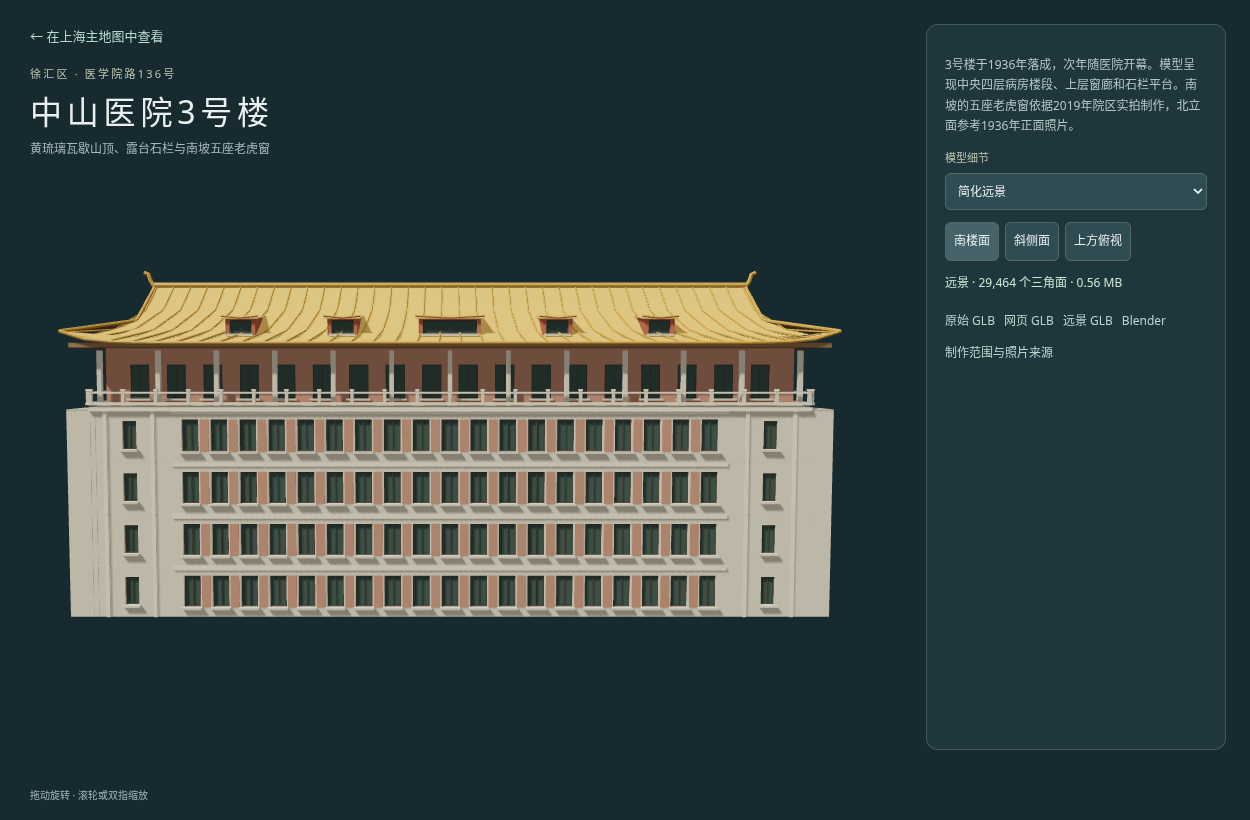 ← 在上海主地图中查看
徐汇区 · 医学院路136号
中山医院3号楼
黄琉璃瓦歇山顶、露台石栏与南坡五座老虎窗
3号楼于1936年落成，次年随医院开幕。模型呈
现中央四层病房楼段、上层窗廊和石栏平台。南
坡的五座老虎窗依据2019年院区实拍制作，北立
面参考1936年正面照片。
模型细节
简化远景
南楼面 斜侧面 上方俯视
远景 · 29,464 个三角面 · 0.56 MB
原始 GLB 网页 GLB 远景 GLB Blender
制作范围与照片来源
拖动旋转 · 滚轮或双指缩放